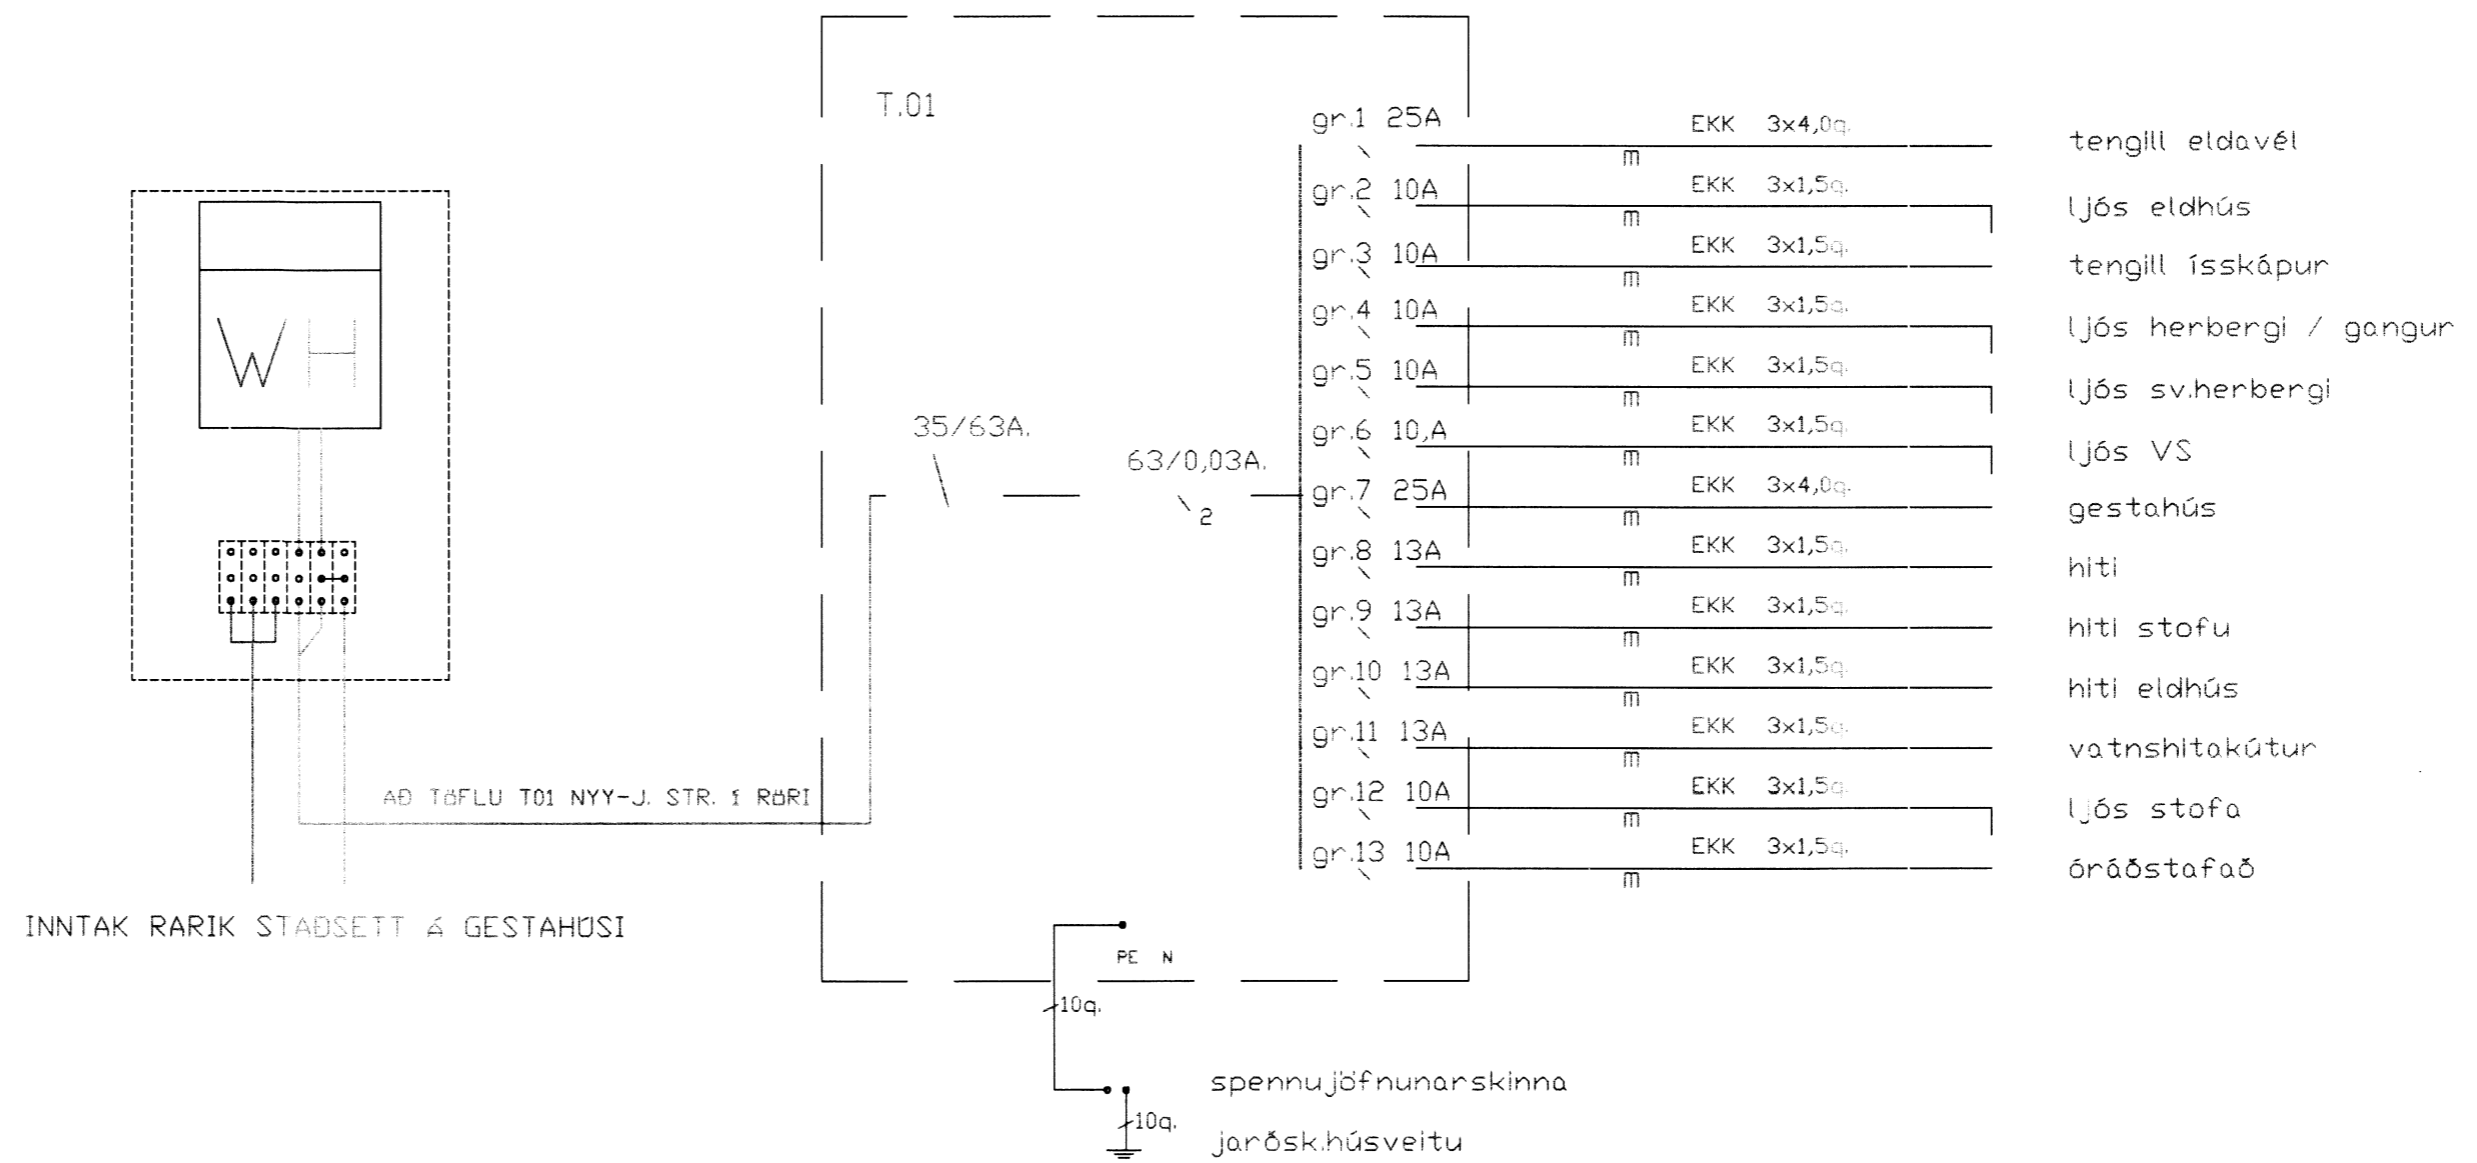 T.01
WH
35/63A.
63/0,03A.
2
gr.1 25A EKK 3x4,0q. tengill eldavél
m
gr.2 10A EKK 3x1,5q. ljós eldhús
m
gr.3 10A EKK 3x1,5q. tengill ísskápur
m
gr.4 10A EKK 3x1,5q. ljós herbergi / gangur
m
gr.5 10A EKK 3x1,5q. ljós sv.herbergi
m
gr.6 10,A EKK 3x1,5q. ljós VS
m
gr.7 25A EKK 3x4,0q. gestahús
m
gr.8 13A EKK 3x1,5q. hiti
m
gr.9 13A EKK 3x1,5q. hiti stofu
m
gr.10 13A EKK 3x1,5q. hiti eldhús
m
gr.11 13A EKK 3x1,5q. vatnshitakútur
m
gr.12 10A EKK 3x1,5q. ljós stofa
m
gr.13 10A EKK 3x1,5q. óráðstafað
m
AÐ TÖFLU T01 NYY-J. STR. Í RÖRI
INNTAK RARIK STAÐSETT Á GESTAHÚSI
PE N
10q.
spennujöfnunarskinna
10q.
jarðsk.húsveitu